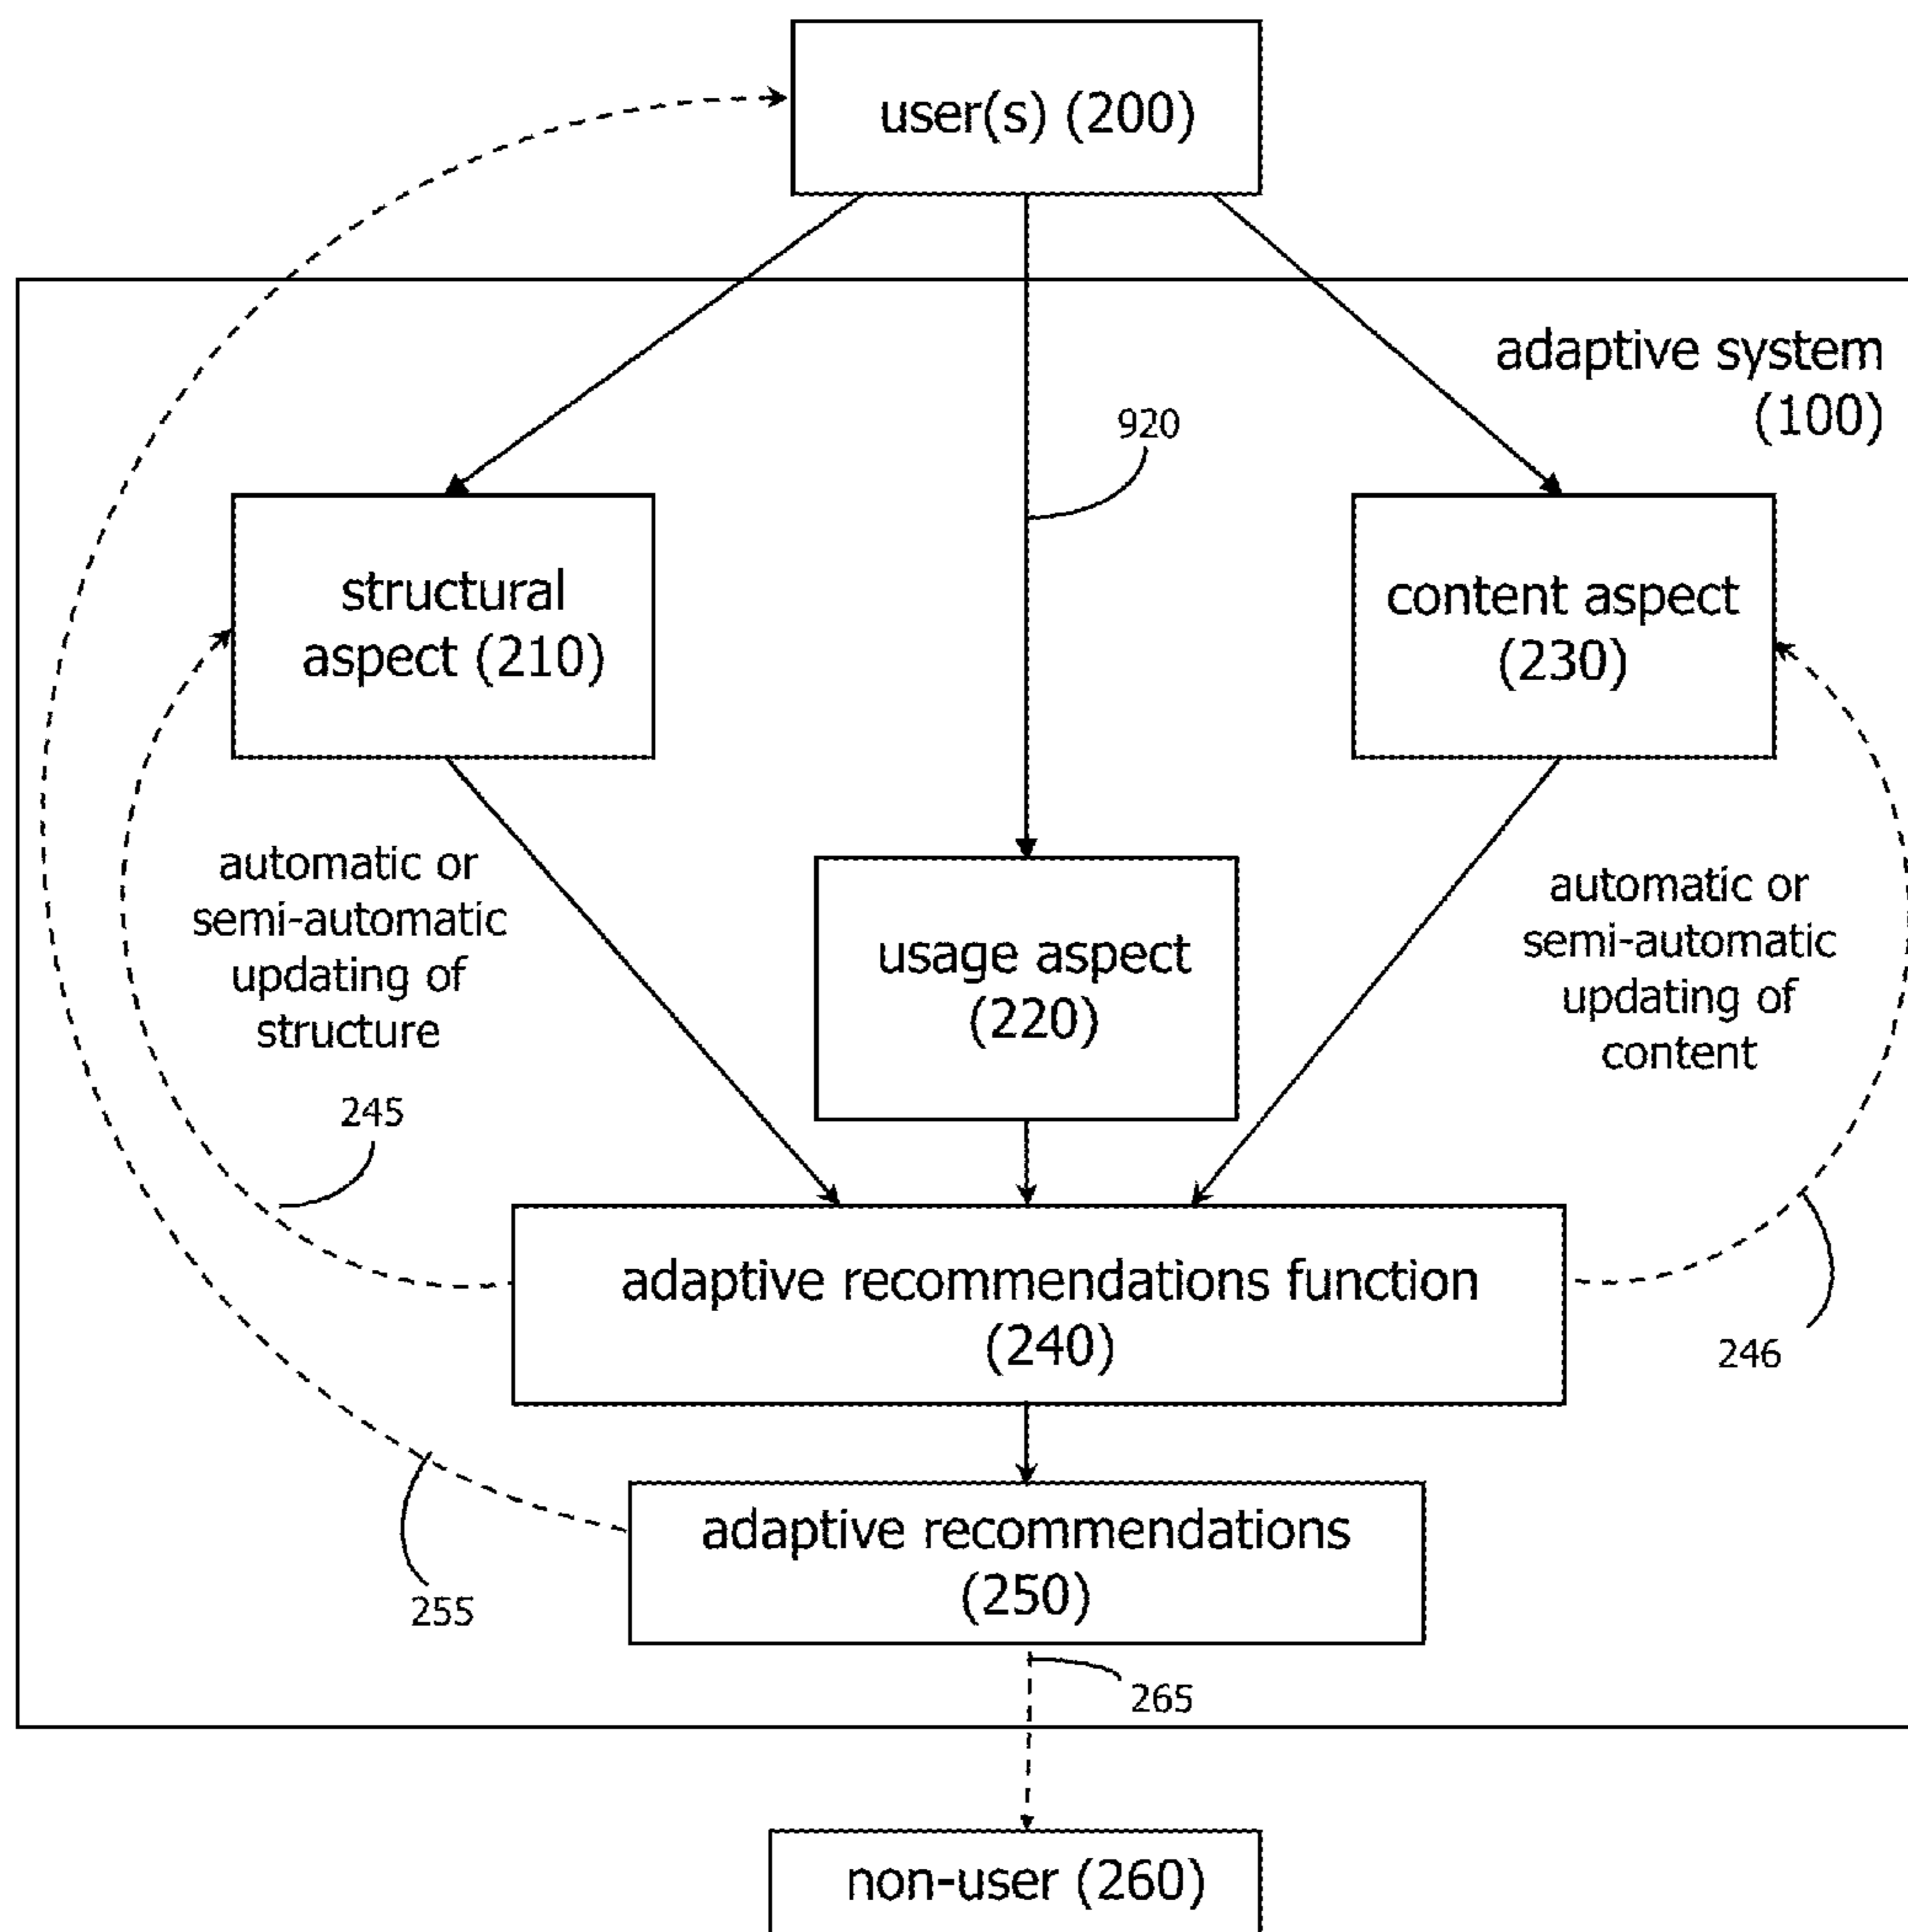 user(s) (200)
adaptive system
(100)
920
structural
aspect (210)
content aspect
(230)
automatic or
semi-automatic
updating of
structure
usage aspect
(220)
automatic or
semi-automatic
updating of
content
245
adaptive recommendations function
(240)
246
adaptive recommendations
(250)
255
265
non-user (260)